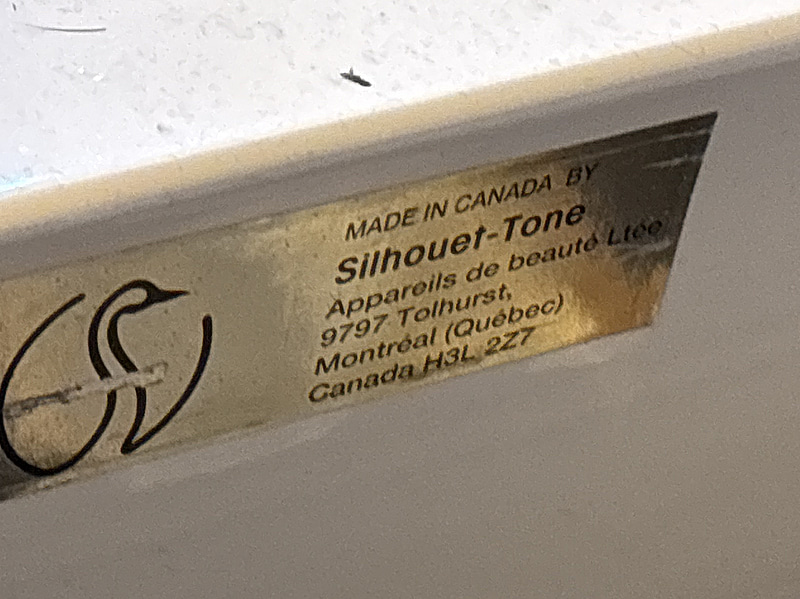 MADE IN CANADA BY
Silhouet-Tone
Appareils de beauté Ltée
9797 Tolhurst,
Montréal (Québec)
Canada H3L 2Z7